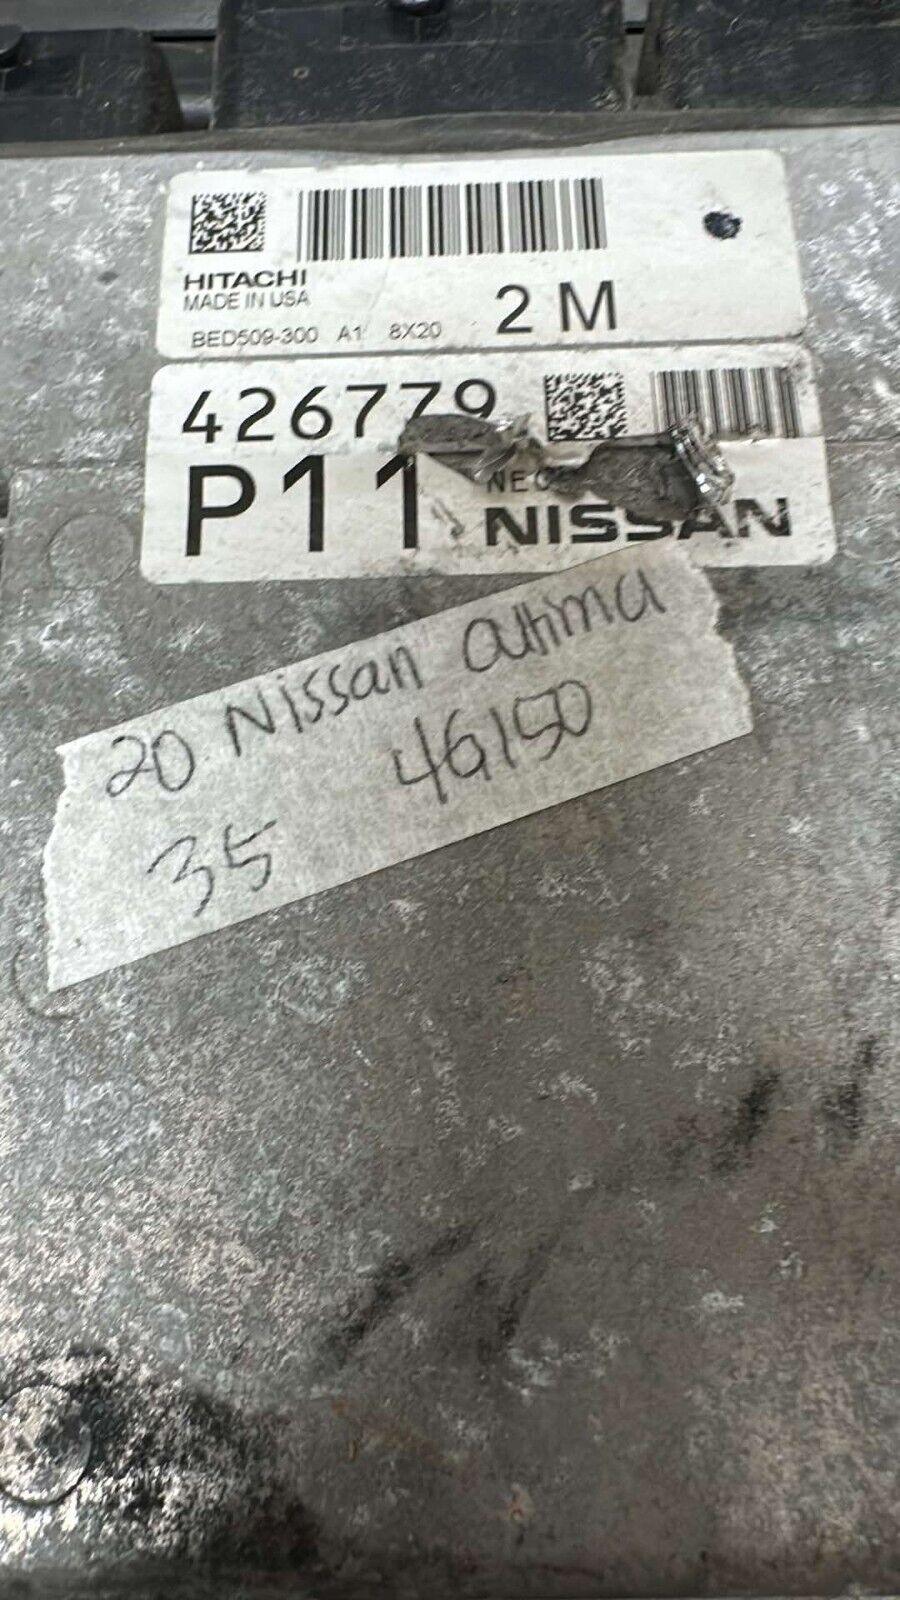 HITACHI
MADE IN USA
BED509-300 A1 8X20 2 M
426779
P11
NISSAN
20 Nissan altima
35 46150